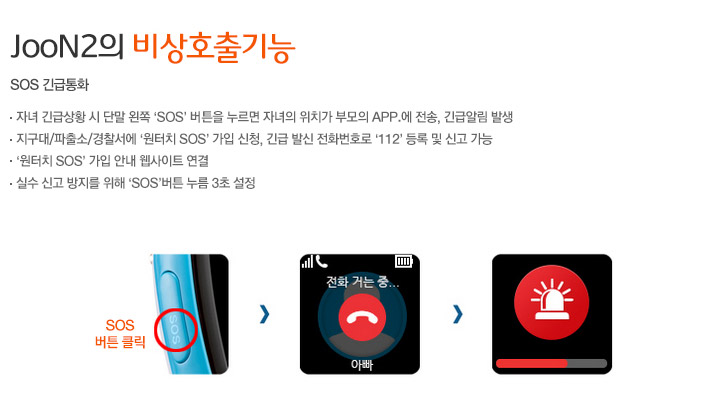 JooN2의 비상호출기능
SOS 긴급통화
· 자녀 긴급상황 시 단말 왼쪽 ‘SOS’ 버튼을 누르면 자녀의 위치가 부모의 APP.에 전송, 긴급알림 발생
· 지구대/파출소/경찰서에 ‘원터치 SOS’ 가입 신청, 긴급 발신 전화번호로 ‘112’ 등록 및 신고 가능
· ‘원터치 SOS’ 가입 안내 웹사이트 연결
· 실수 신고 방지를 위해 ‘SOS’버튼 누름 3초 설정
SOS
버튼 클릭
SOS
전화 거는 중...
아빠